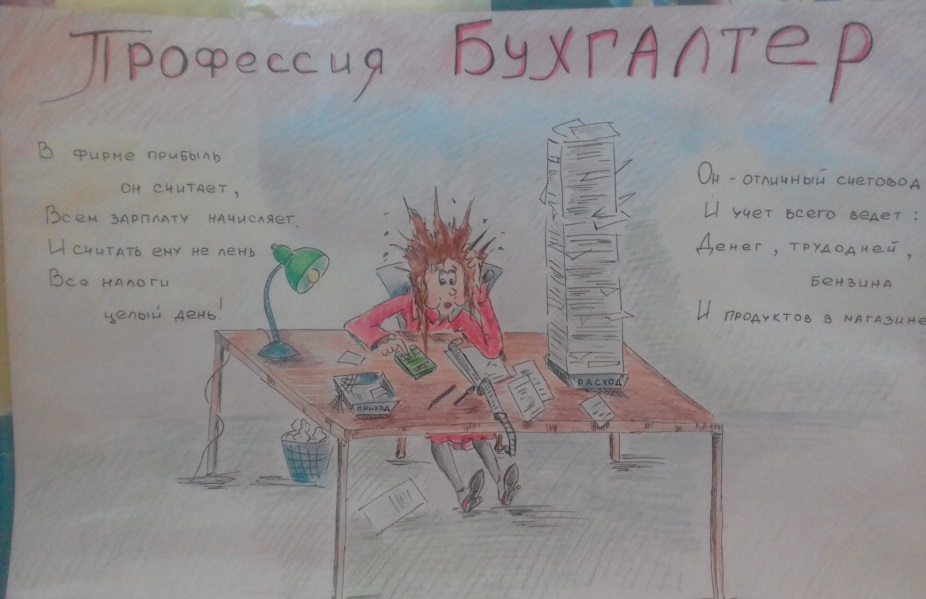 Профессия Бухгалтер
В фирме прибыль
он считает,
Всем зарплату начисляет.
И считать ему не лень
Все налоги
целый день!
Он - отличный счетовод
И учет всего ведет:
Денег, трудодней,
бензина
И продуктов в магазине
ПРИХОД
РАСХОД